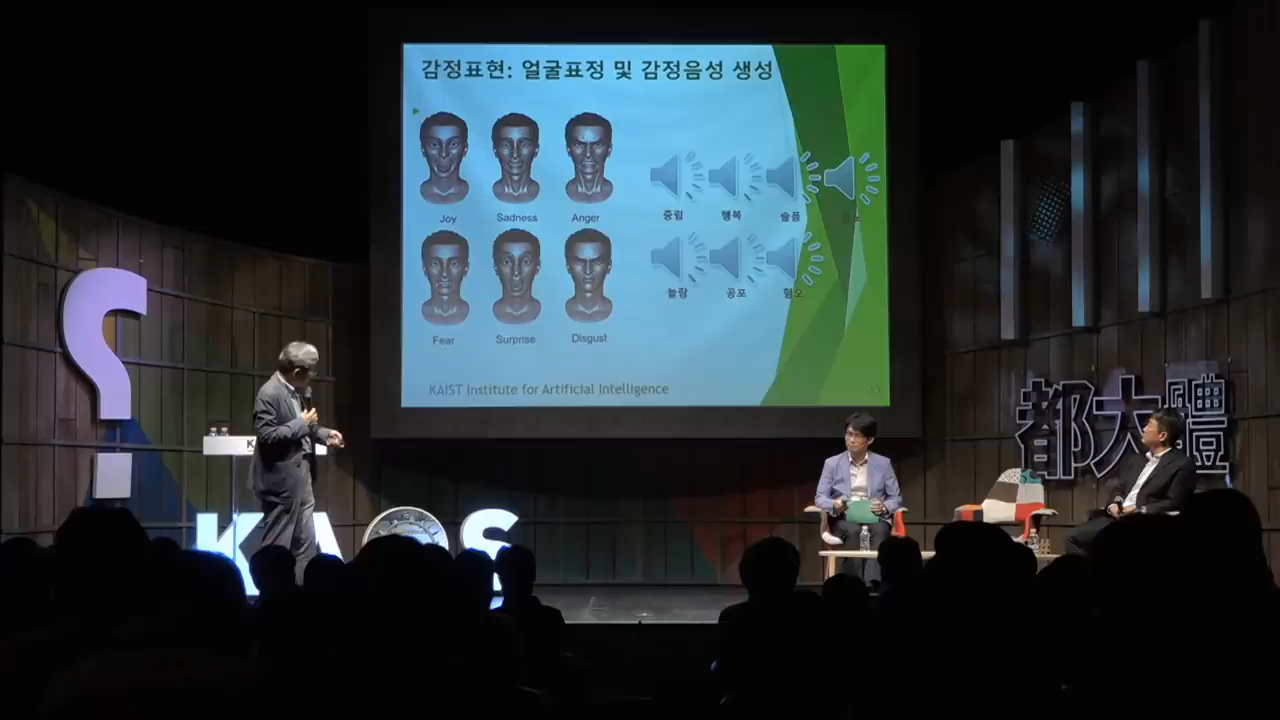 감정표현: 얼굴표정 및 감정음성 생성
Joy Sadness Anger
중립 행복 슬픔
Fear Surprise Disgust
놀람 공포 혐오
KAIST Institute for Artificial Intelligence
都大體
KAOS